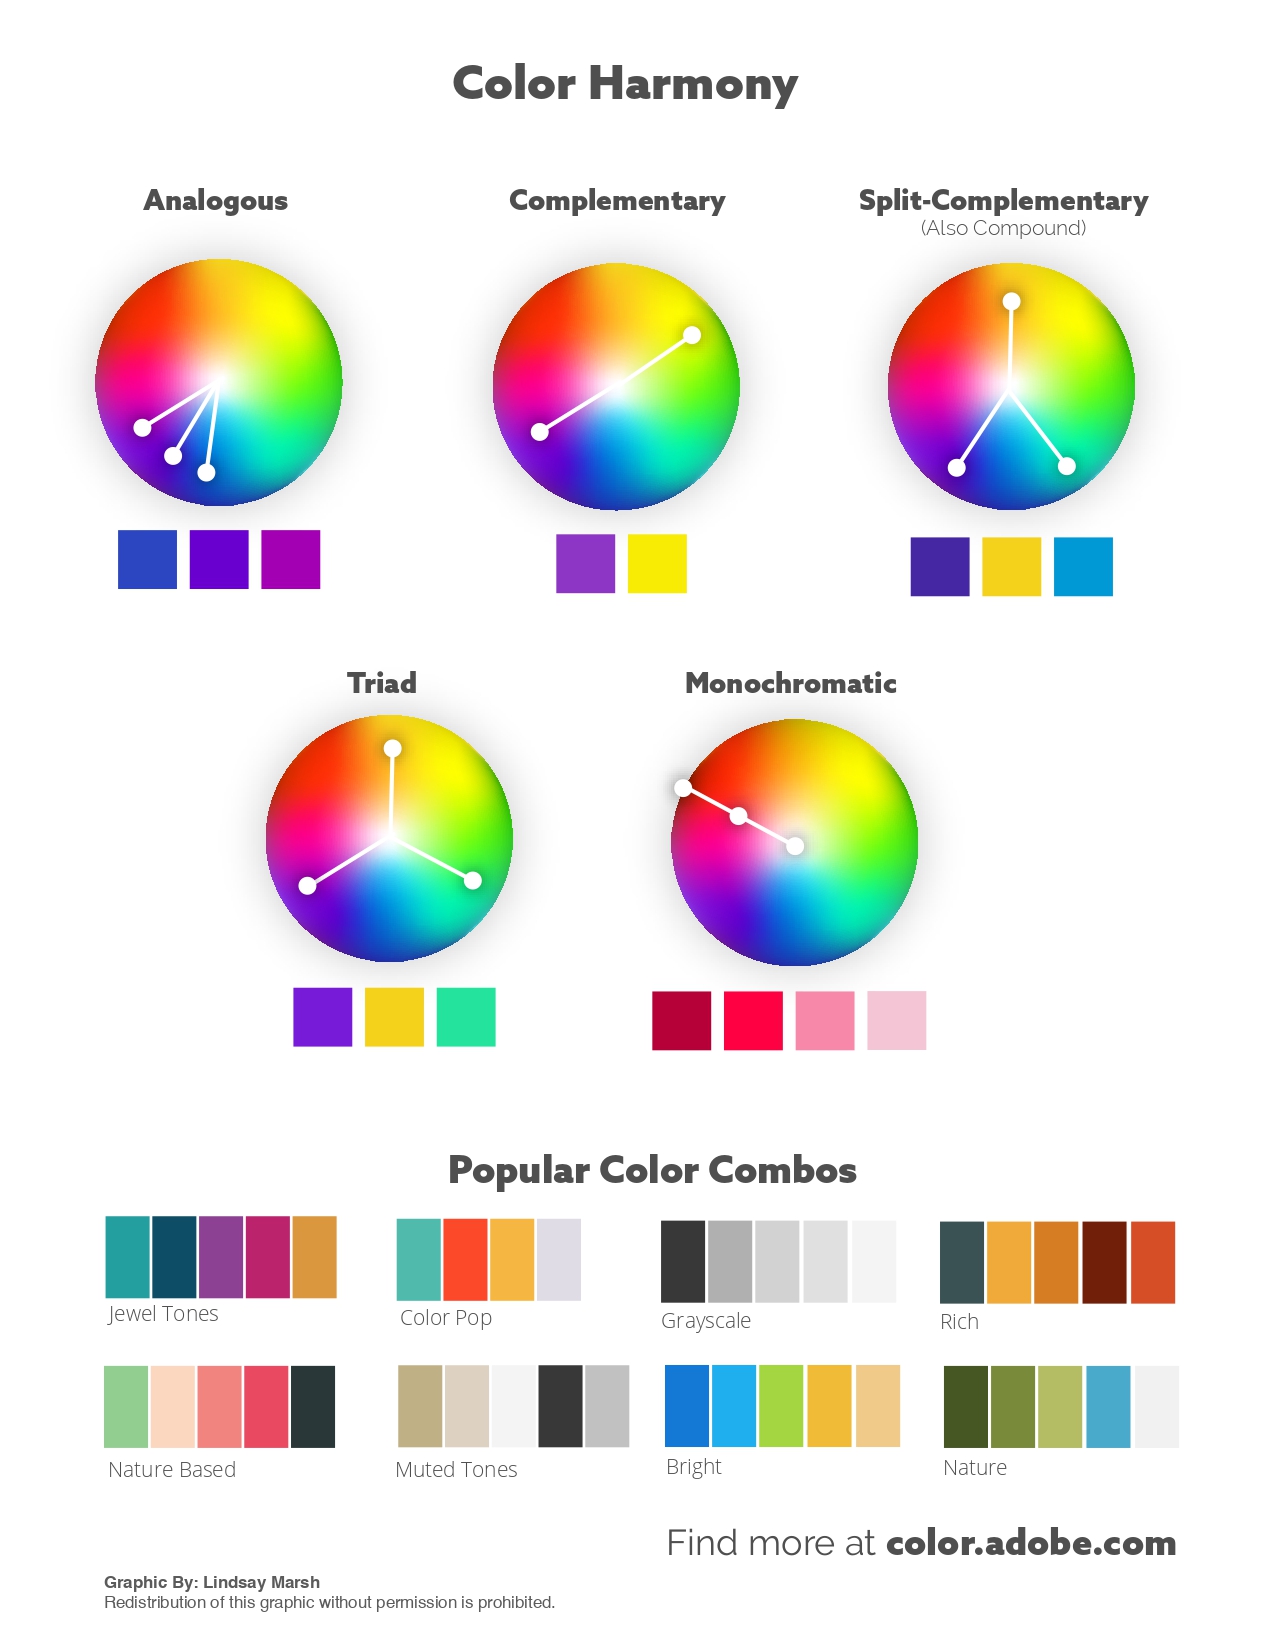 Color Harmony
Analogous
Complementary
Split-Complementary
(Also Compound)
Triad
Monochromatic
Popular Color Combos
Jewel Tones
Color Pop
Grayscale
Rich
Nature Based
Muted Tones
Bright
Nature
Find more at color.adobe.com
Graphic By: Lindsay Marsh
Redistribution of this graphic without permission is prohibited.